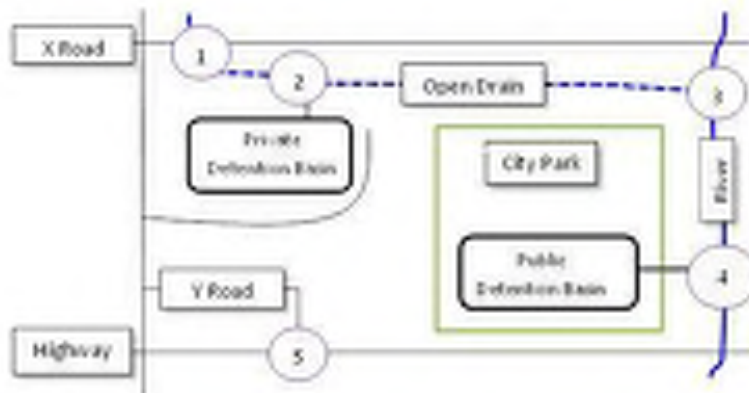 X Road
1
2
Open Drain
3
Private
Detention Basin
City Park
River
Public
Detention Basin
4
Y Road
Highway
5